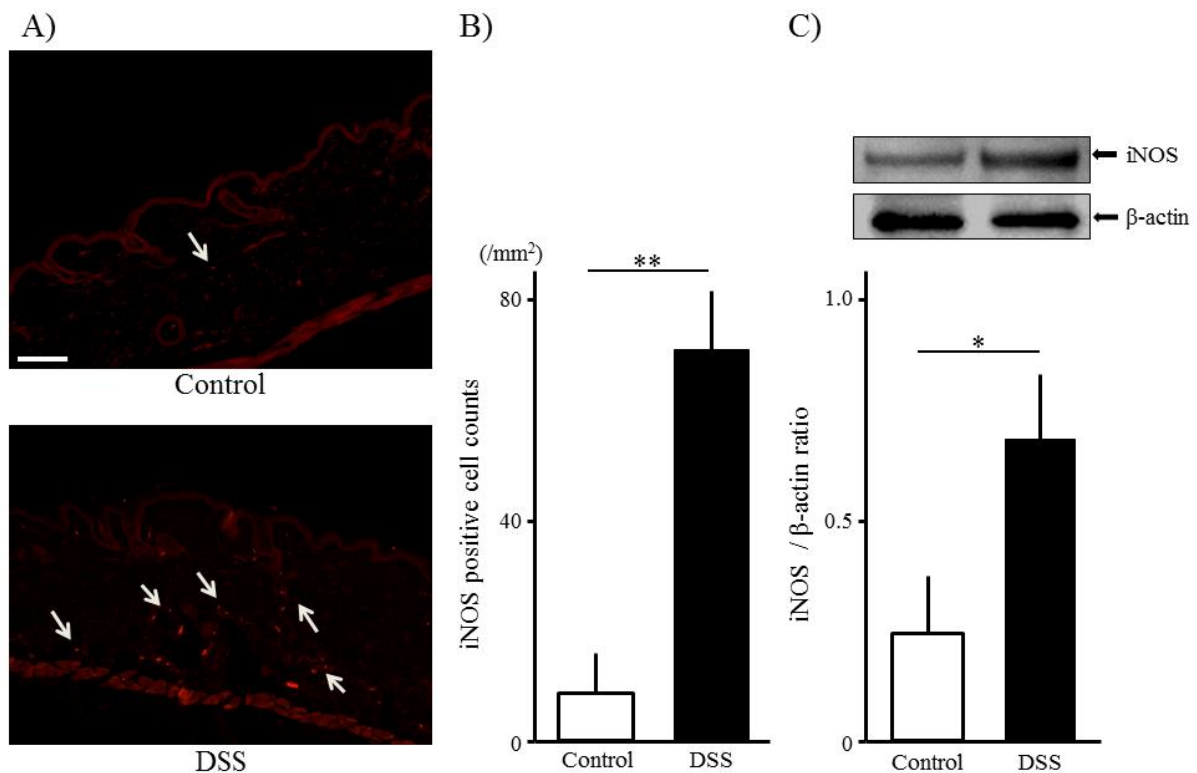 A)
Control
DSS
B)
(/mm²)
**
80
40
0
iNOS positive cell counts
Control
DSS
C)
iNOS
β-actin
1.0
*
0.5
0
iNOS / β-actin ratio
Control
DSS